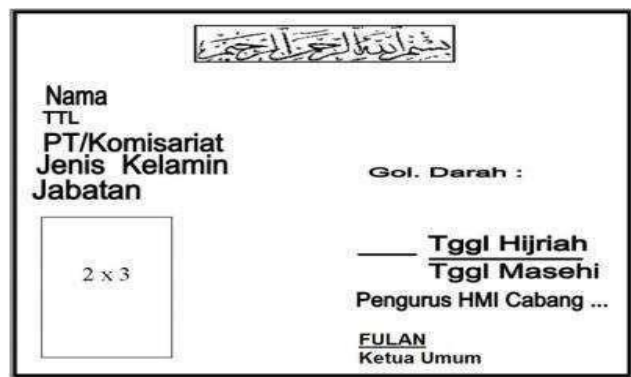 بسم الله الرحمن الرحيم
Nama
TTL
PT/Komisariat
Jenis Kelamin
Jabatan
Gol. Darah :
2 x 3
____ Tggl Hijriah
Tggl Masehi
Pengurus HMI Cabang ...
FULAN
Ketua Umum